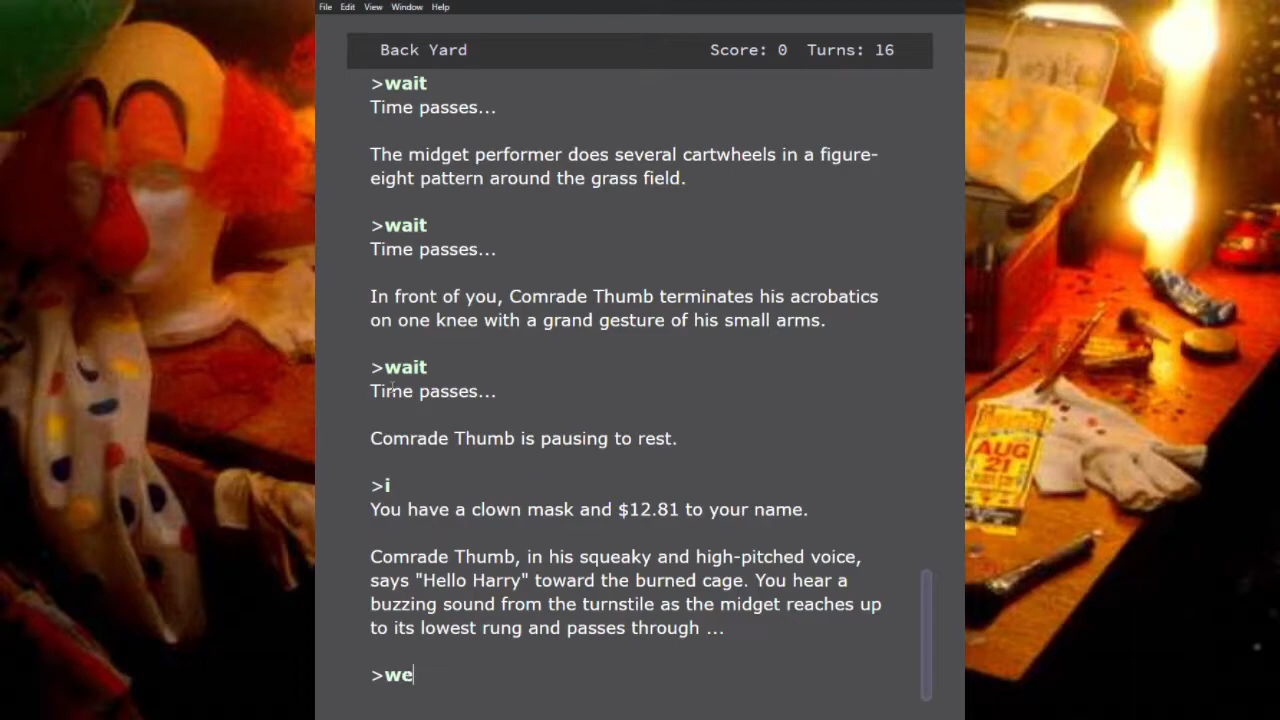 File Edit View Window Help
Back Yard Score: 0 Turns: 16
>wait
Time passes...
The midget performer does several cartwheels in a figure-
eight pattern around the grass field.
>wait
Time passes...
In front of you, Comrade Thumb terminates his acrobatics
on one knee with a grand gesture of his small arms.
>wait
Time passes...
Comrade Thumb is pausing to rest.
>i
You have a clown mask and $12.81 to your name.
Comrade Thumb, in his squeaky and high-pitched voice,
says "Hello Harry" toward the burned cage. You hear a
buzzing sound from the turnstile as the midget reaches up
to its lowest rung and passes through ...
>we
AUG
21